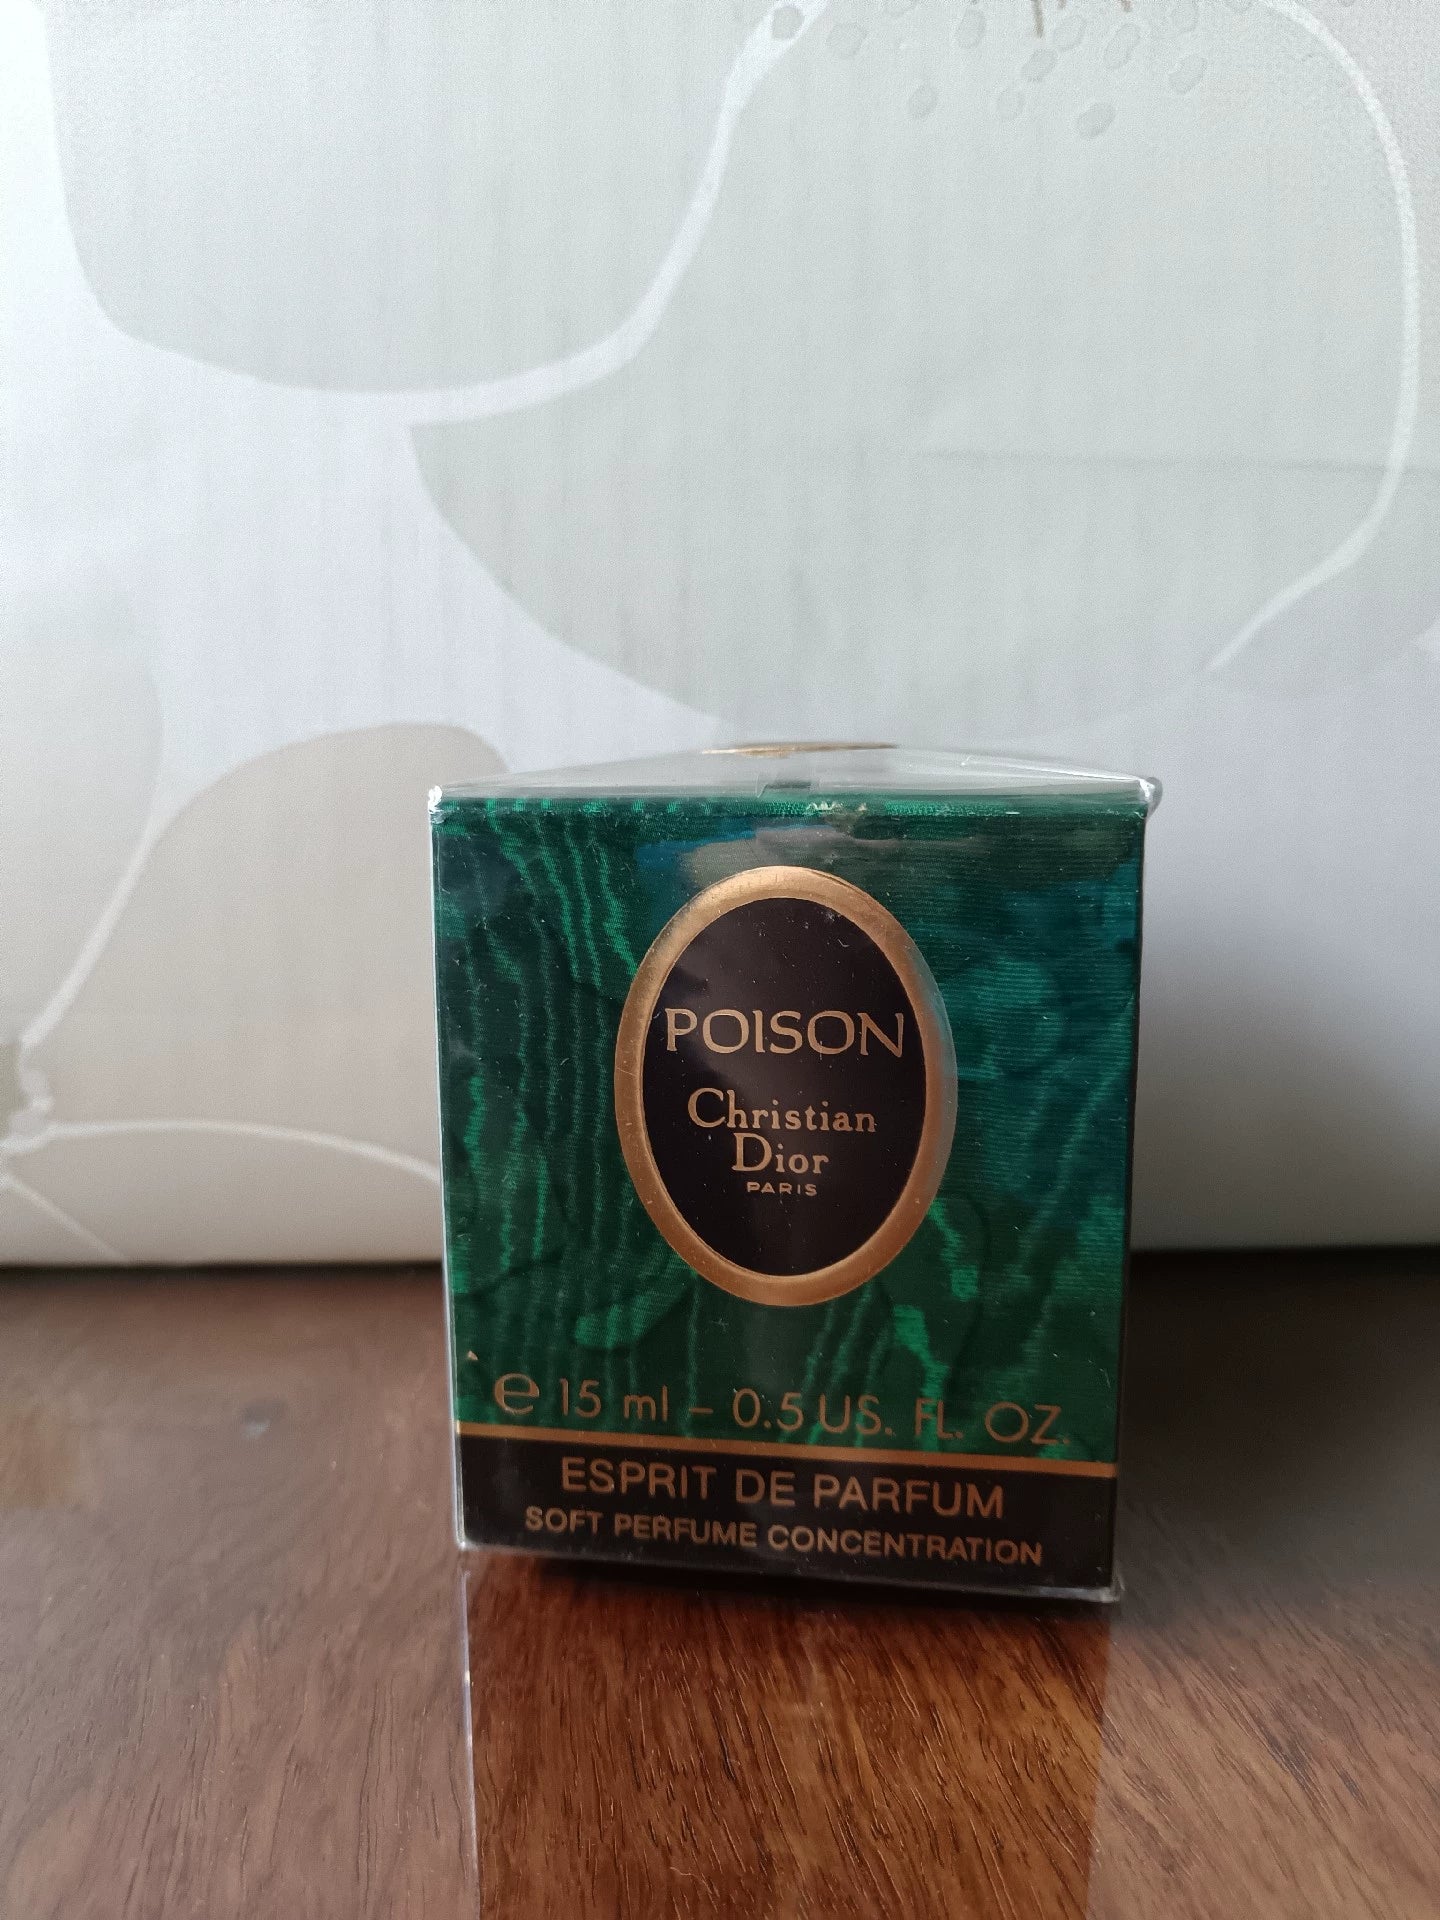 POISON
Christian
Dior
PARIS
e 15 ml – 0.5 US. FL. OZ.
ESPRIT DE PARFUM
SOFT PERFUME CONCENTRATION